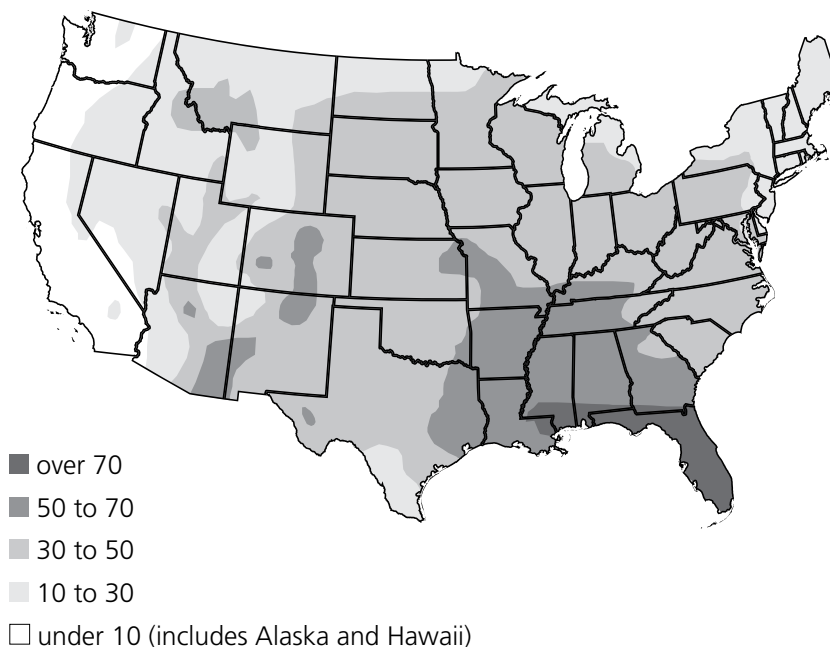 over 70
50 to 70
30 to 50
10 to 30
under 10 (includes Alaska and Hawaii)